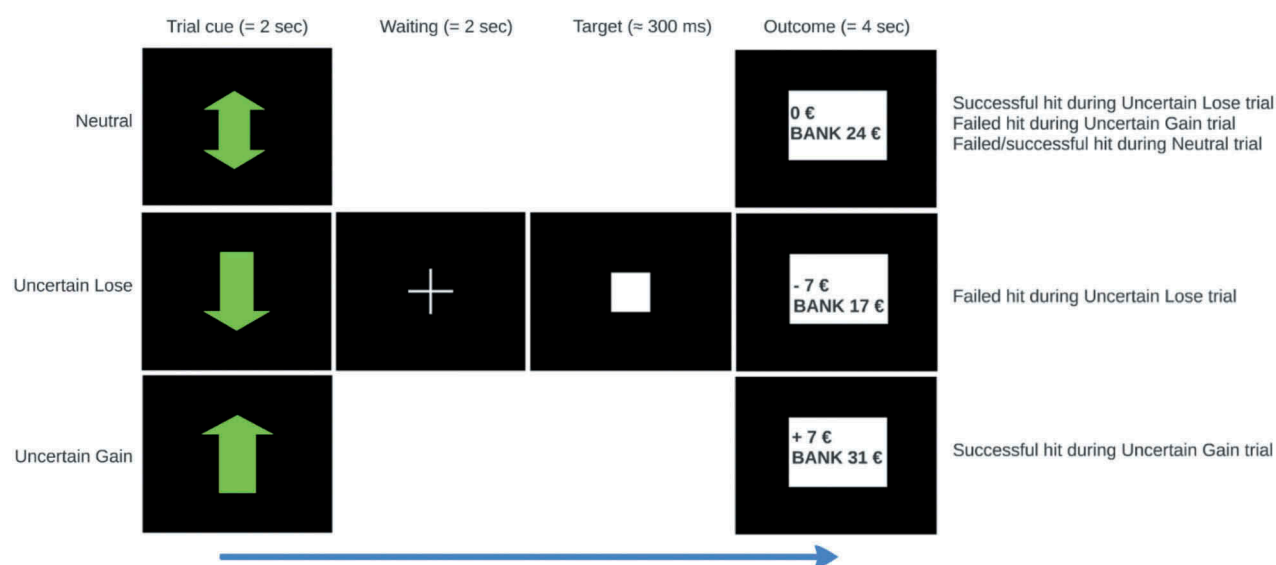 Trial cue (= 2 sec)
Waiting (= 2 sec)
Target (≈ 300 ms)
Outcome (= 4 sec)
Neutral
0 €
BANK 24 €
Successful hit during Uncertain Lose trial
Failed hit during Uncertain Gain trial
Failed/successful hit during Neutral trial
Uncertain Lose
- 7 €
BANK 17 €
Failed hit during Uncertain Lose trial
Uncertain Gain
+ 7 €
BANK 31 €
Successful hit during Uncertain Gain trial